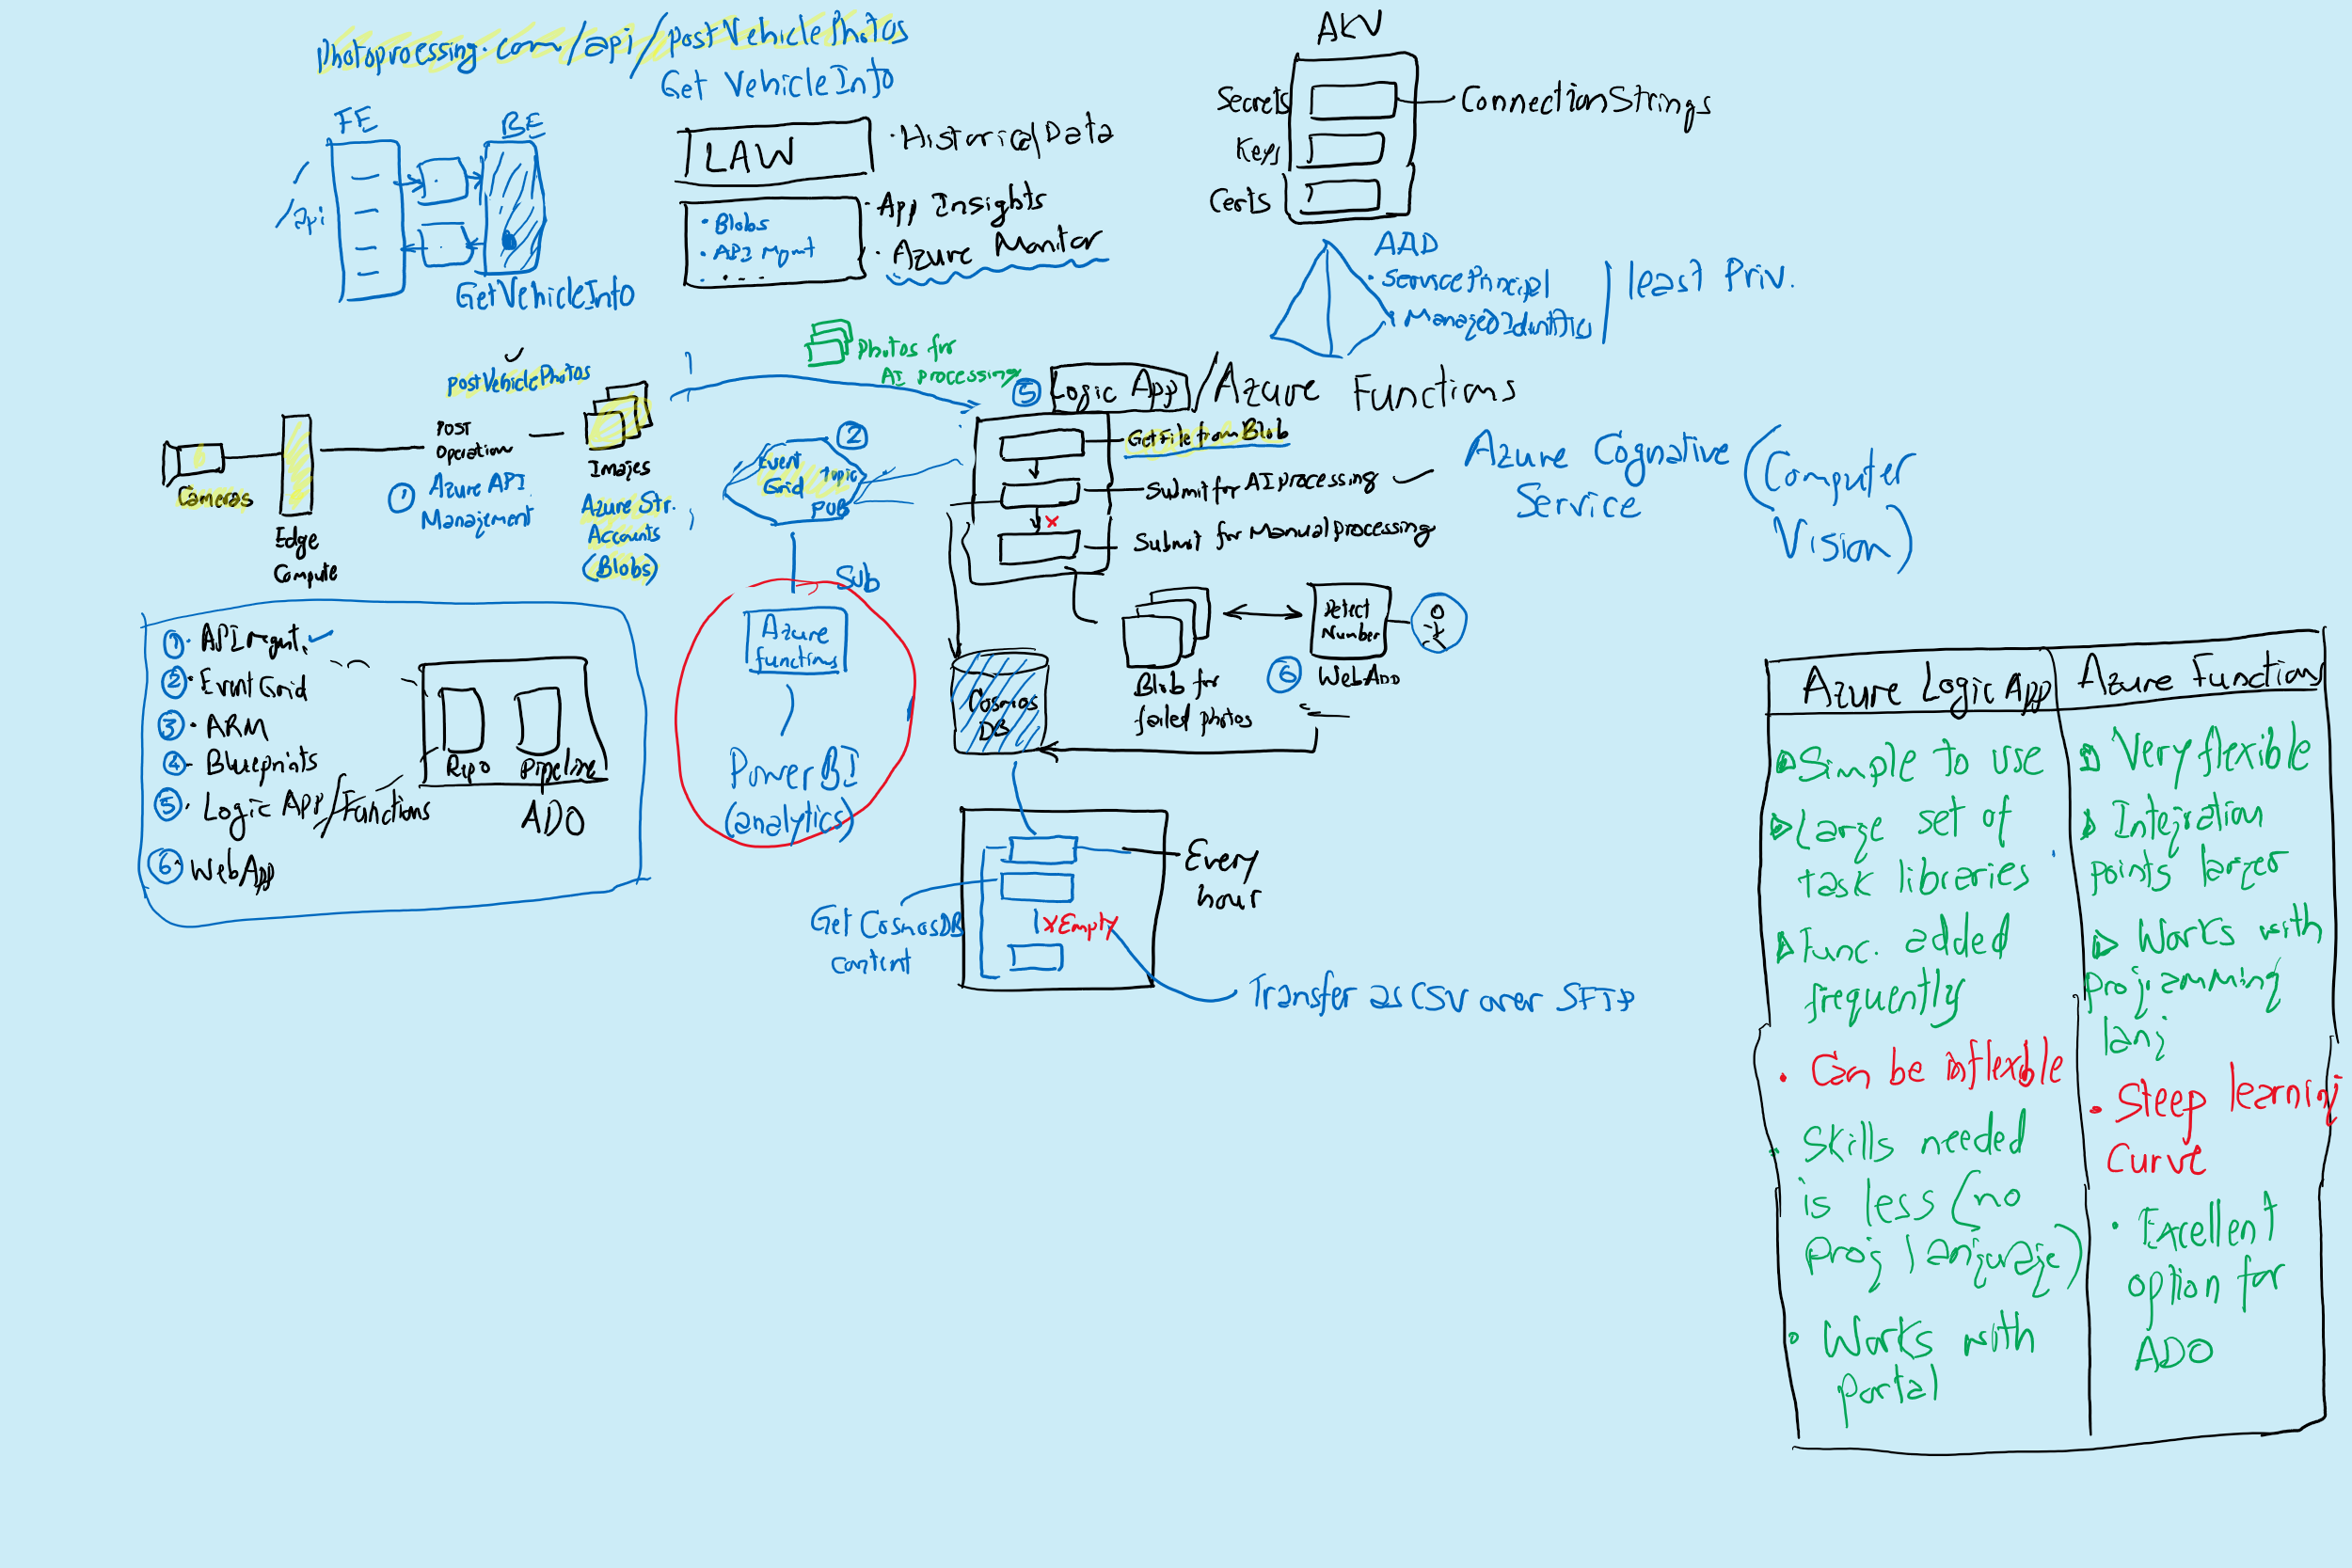 Photoprocessing.com/api/postVehiclePhotos
Get VehicleInfo
FE
BE
/
/api
GetVehicleInfo
LAW
• Historical Data
• Blobs
• API Mgmt
• - - -
• App Insights
• Azure Monitor
AKV
Secrets
Keys
Certs
ConnectionStrings
AAD
• ServicePrincipl
• ManagedIdentitie
least Priv.
Photos for
AI processing
postVehiclePhotos
Cameras
Edge
Compute
POST
Operation
1
Azure API
Management
Images
Azure Str.
Accounts
(Blobs)
2
Event
Grid
Topic
PUB
Sub
Azure
functions
Power BI
(analytics)
5
Logic App / Azure Functions
GetFilefromBlob
Submit for AI processing
x
Submit for Manual processing
Azure Cognative
Service
(Computer
Vision)
Blob for
failed photos
Detect
Number
6
WebApp
Cosmos
DB
1 • API mgmt.
2 • Event Grid
3 • ARM
4 - Blueprints
5 • Logic App/Functions
6 • WebApp
Repo
Pipeline
ADO
Every
hour
Get CosmosDB
content
x Empty
Transfer as CSV over SFTP
Azure Logic App
Simple to use
Large set of
task libraries
Func. added
frequently
• Can be inflexible
• Skills needed
is less (no
Prog language)
• Works with
portal
Azure Functions
Very flexible
Integration
points larger
Works with
Programming
lang
• Steep learning
Curve
• Excellent
option for
ADO